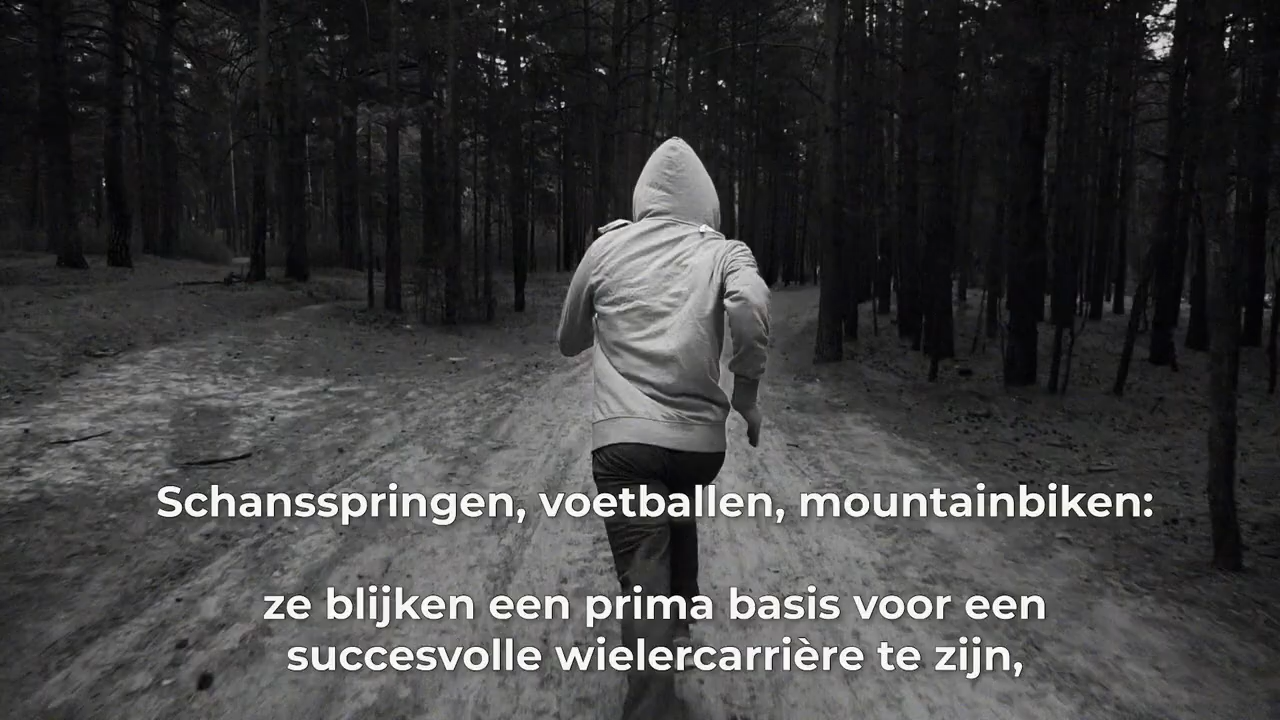 Schansspringen, voetballen, mountainbiken:
ze blijken een prima basis voor een
succesvolle wielercarrière te zijn,